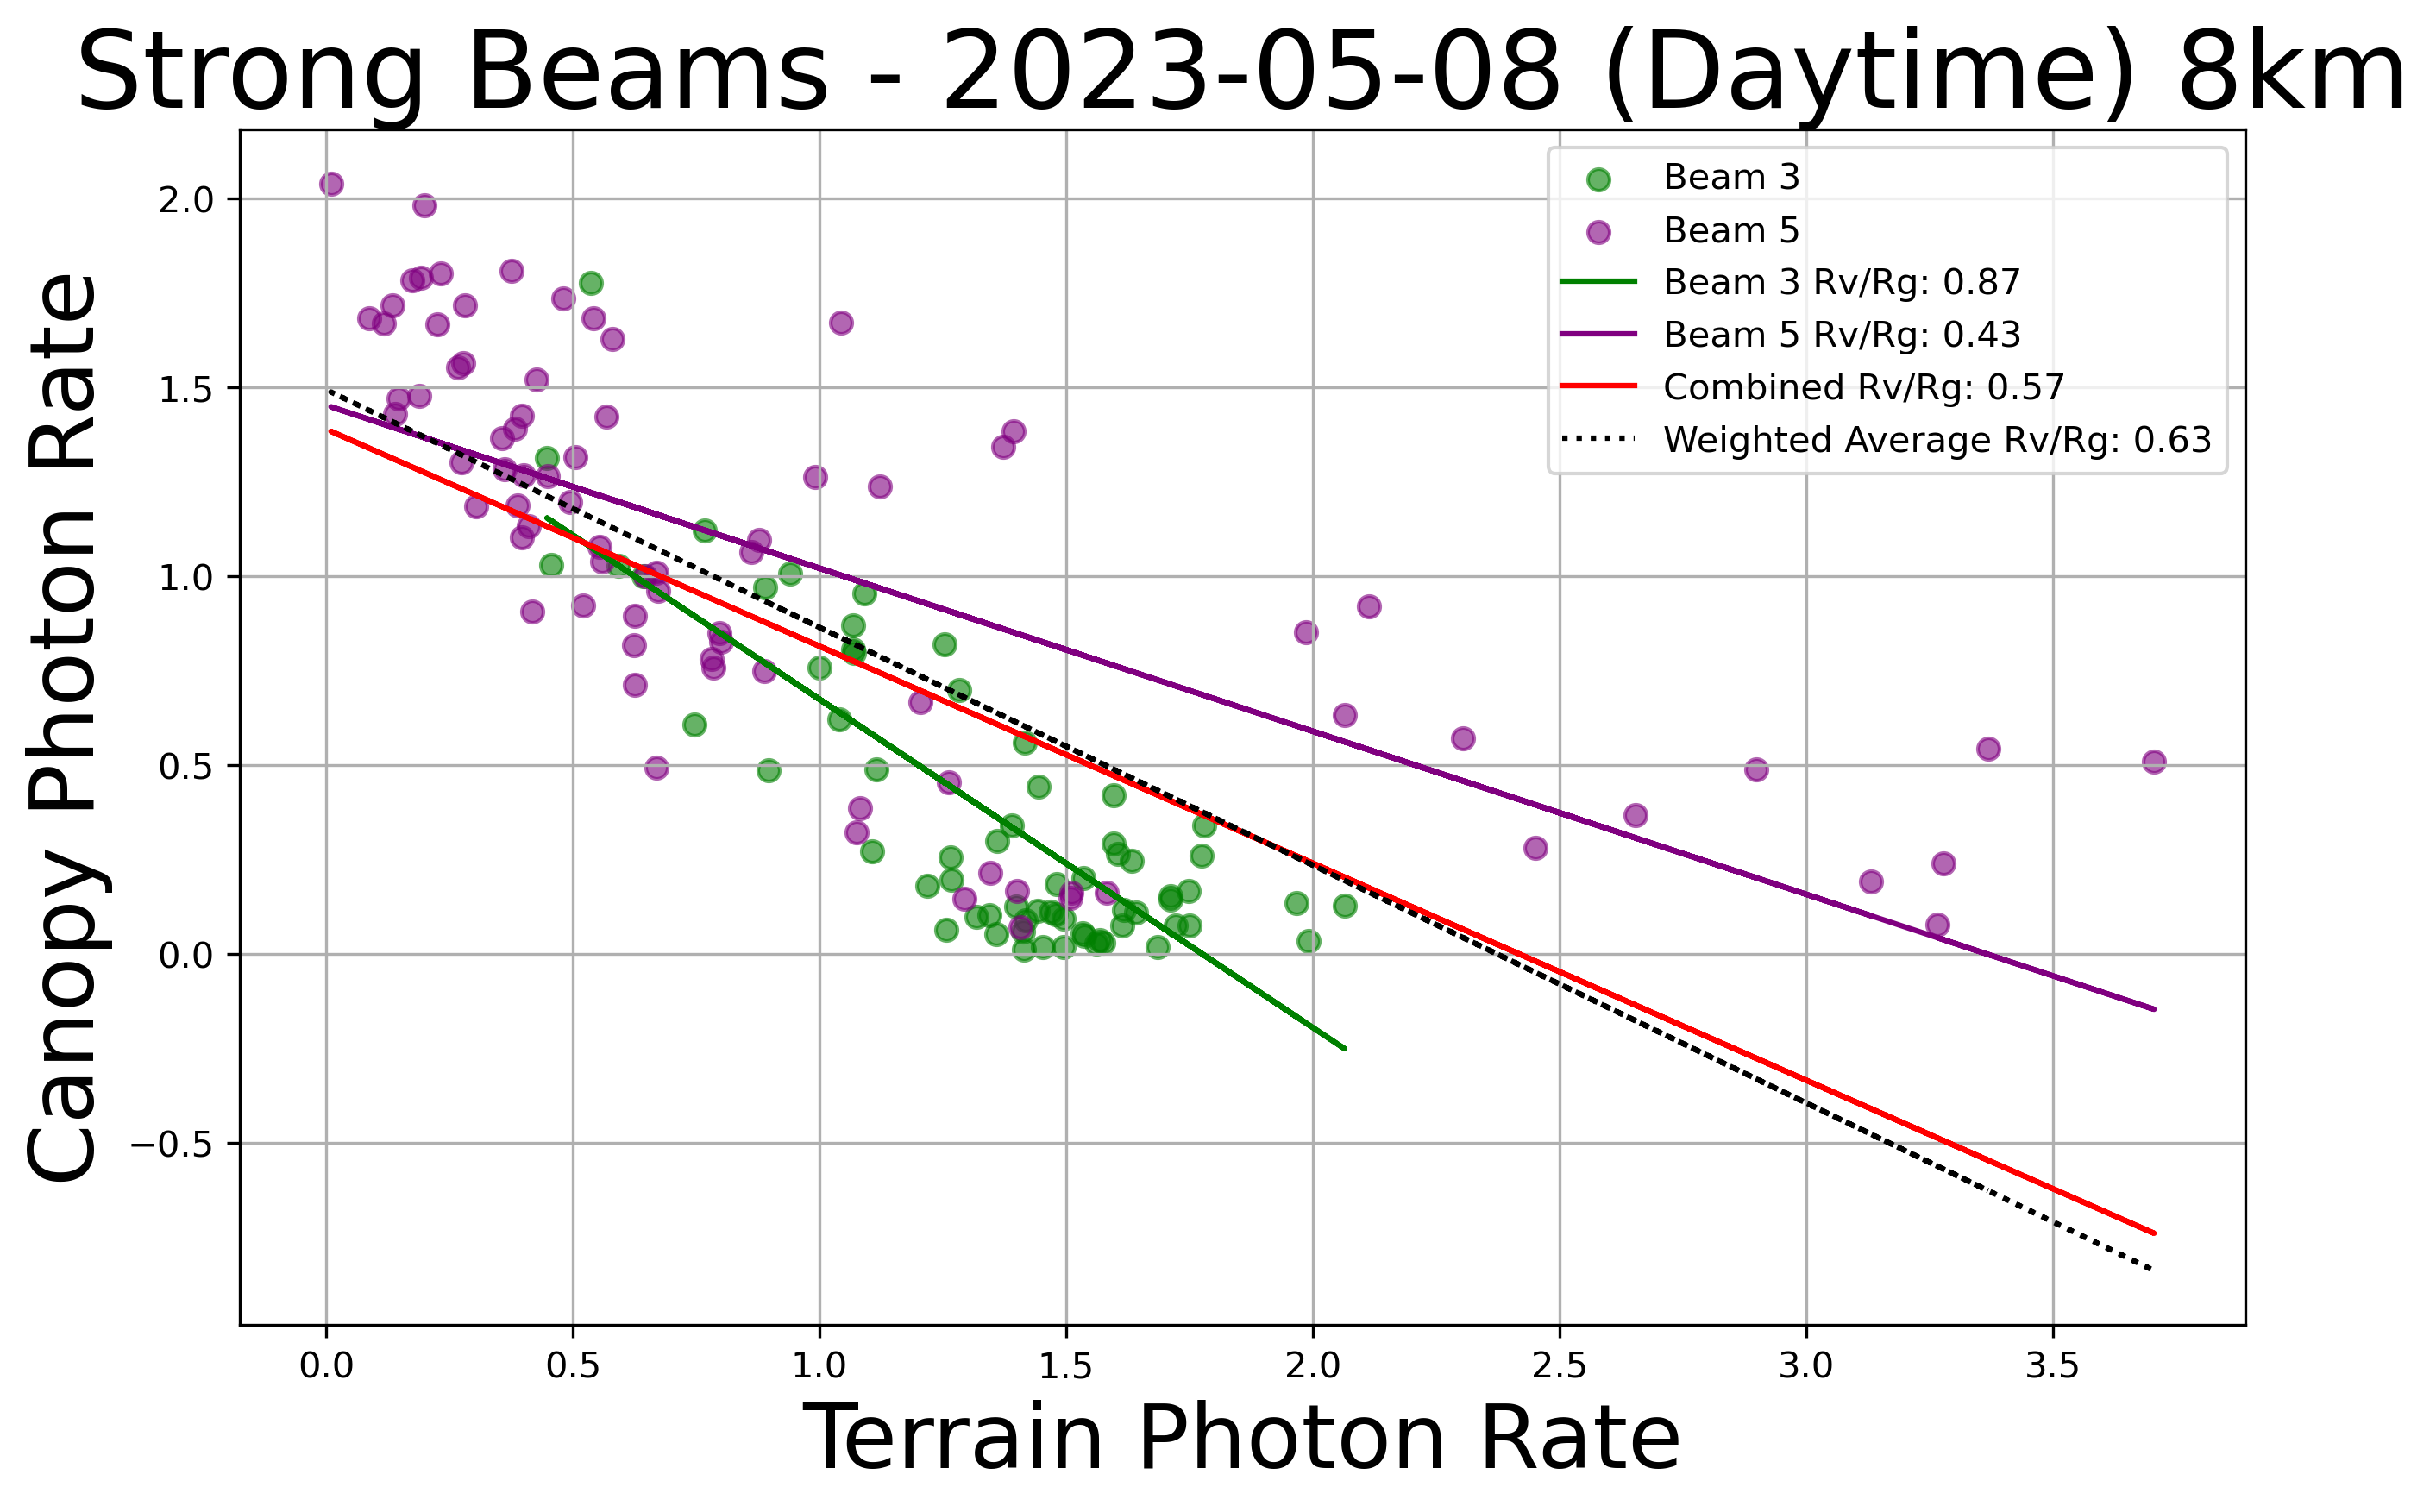 Strong Beams - 2023-05-08 (Daytime) 8km
Canopy Photon Rate
2.0
1.5
1.0
0.5
0.0
−0.5
Beam 3
Beam 5
Beam 3 Rv/Rg: 0.87
Beam 5 Rv/Rg: 0.43
Combined Rv/Rg: 0.57
Weighted Average Rv/Rg: 0.63
0.0 0.5 1.0 1.5 2.0 2.5 3.0 3.5
Terrain Photon Rate